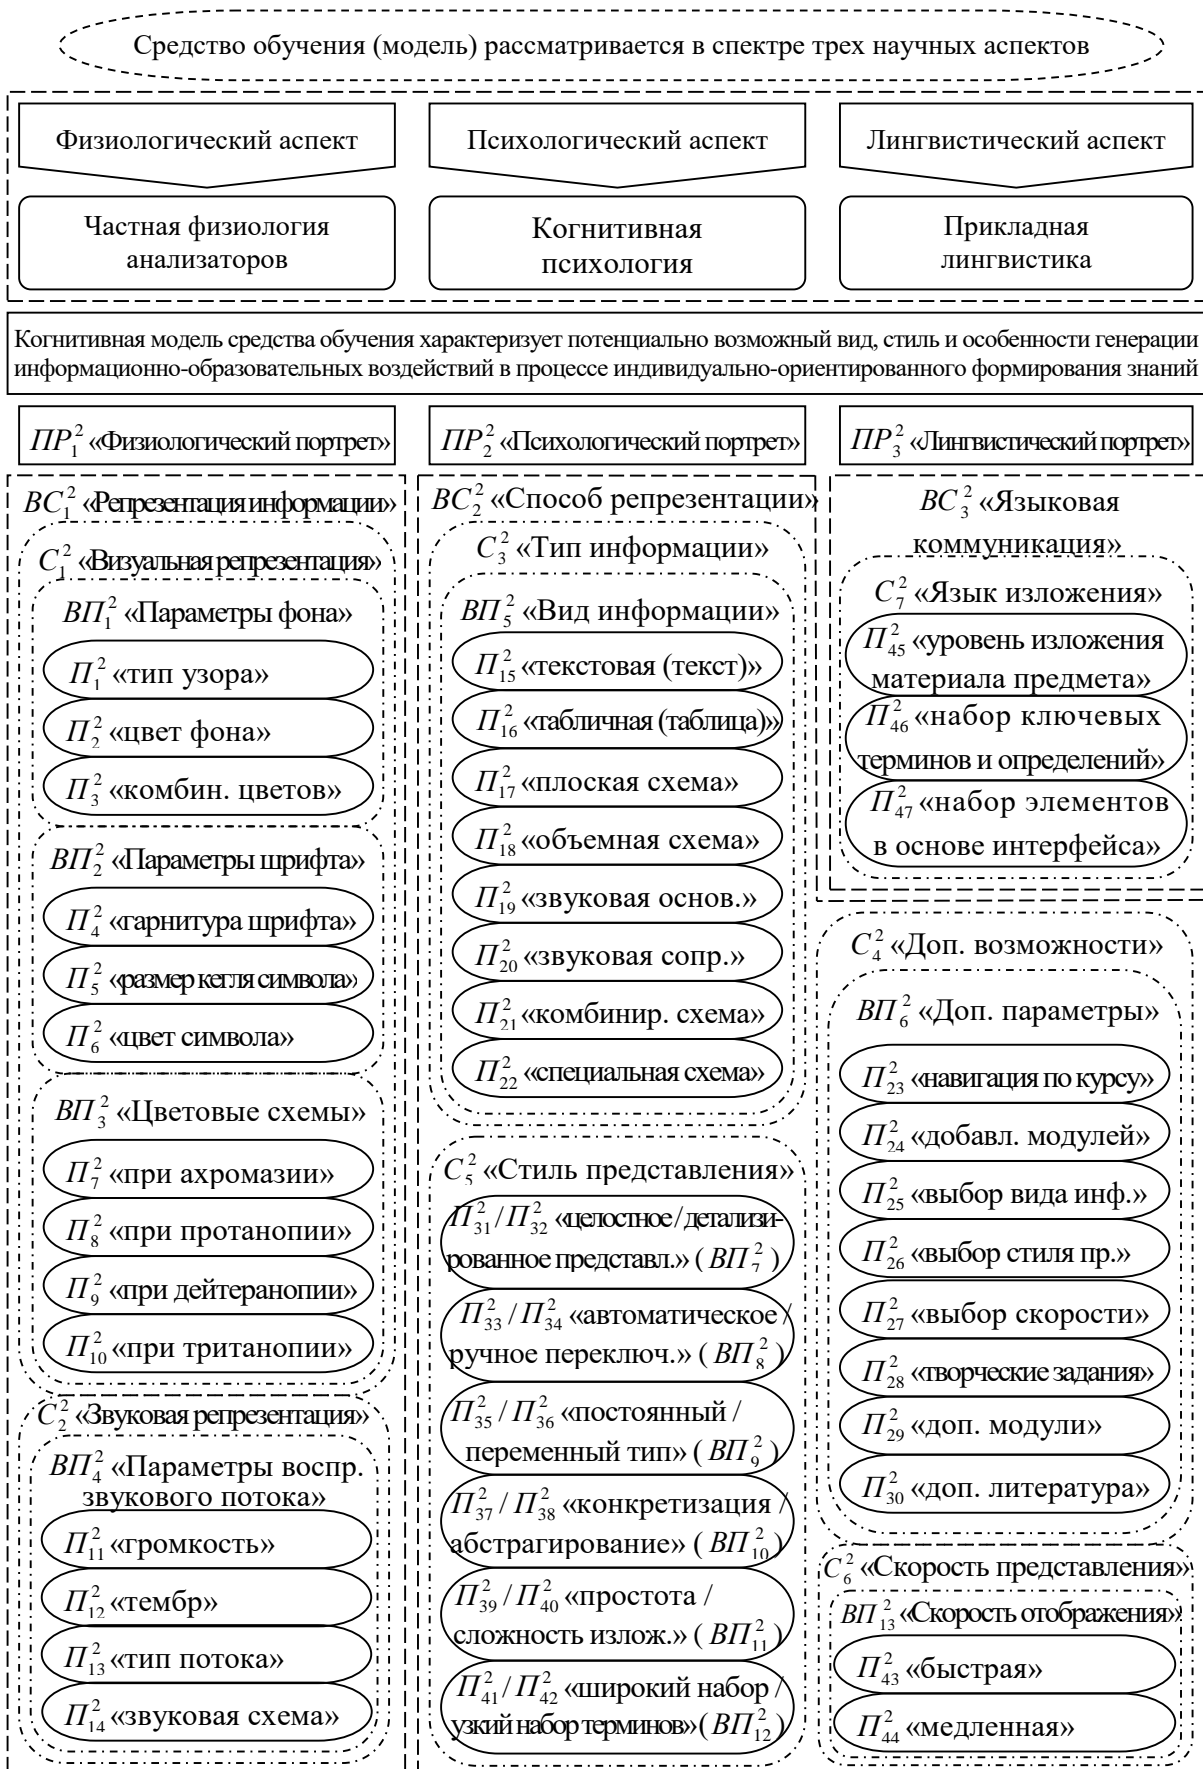 Средство обучения (модель) рассматривается в спектре трех научных аспектов
Физиологический аспект
Частная физиология
анализаторов
Психологический аспект
Когнитивная
психология
Лингвистический аспект
Прикладная
лингвистика
Когнитивная модель средства обучения характеризует потенциально возможный вид, стиль и особенности генерации
информационно-образовательных воздействий в процессе индивидуально-ориентированного формирования знаний
ПР₁² «Физиологический портрет»
ВС₁² «Репрезентация информации»
С₁² «Визуальная репрезентация»
ВП₁² «Параметры фона»
П₁² «тип узора»
П₂² «цвет фона»
П₃² «комбин. цветов»
ВП₂² «Параметры шрифта»
П₄² «гарнитура шрифта»
П₅² «размер кегля символа»
П₆² «цвет символа»
ВП₃² «Цветовые схемы»
П₇² «при ахромазии»
П₈² «при протанопии»
П₉² «при дейтеранопии»
П₁₀² «при тританопии»
С₂² «Звуковая репрезентация»
ВП₄² «Параметры воспр.
звукового потока»
П₁₁² «громкость»
П₁₂² «тембр»
П₁₃² «тип потока»
П₁₄² «звуковая схема»
ПР₂² «Психологический портрет»
ВС₂² «Способ репрезентации»
С₃² «Тип информации»
ВП₅² «Вид информации»
П₁₅² «текстовая (текст)»
П₁₆² «табличная (таблица)»
П₁₇² «плоская схема»
П₁₈² «объемная схема»
П₁₉² «звуковая основ.»
П₂₀² «звуковая сопр.»
П₂₁² «комбинир. схема»
П₂₂² «специальная схема»
С₅² «Стиль представления»
П₃₁² / П₃₂² «целостное / детализи-
рованное представл.» ( ВП₇² )
П₃₃² / П₃₄² «автоматическое /
ручное переключ.» ( ВП₈² )
П₃₅² / П₃₆² «постоянный /
переменный тип» ( ВП₉² )
П₃₇² / П₃₈² «конкретизация /
абстрагирование» ( ВП₁₀² )
П₃₉² / П₄₀² «простота /
сложность излож.» ( ВП₁₁² )
П₄₁² / П₄₂² «широкий набор /
узкий набор терминов» ( ВП₁₂² )
ПР₃² «Лингвистический портрет»
ВС₃² «Языковая
коммуникация»
С₇² «Язык изложения»
П₄₅² «уровень изложения
материала предмета»
П₄₆² «набор ключевых
терминов и определений»
П₄₇² «набор элементов
в основе интерфейса»
С₄² «Доп. возможности»
ВП₆² «Доп. параметры»
П₂₃² «навигация по курсу»
П₂₄² «добавл. модулей»
П₂₅² «выбор вида инф.»
П₂₆² «выбор стиля пр.»
П₂₇² «выбор скорости»
П₂₈² «творческие задания»
П₂₉² «доп. модули»
П₃₀² «доп. литература»
С₆² «Скорость представления»
ВП₁₃² «Скорость отображения»
П₄₃² «быстрая»
П₄₄² «медленная»